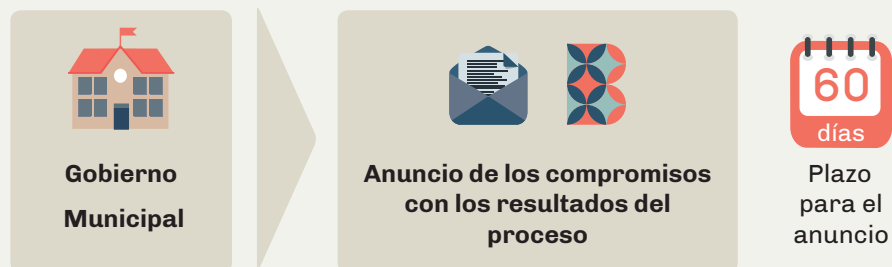 Gobierno
Municipal
Anuncio de los compromisos
con los resultados del
proceso
60
días
Plazo
para el
anuncio